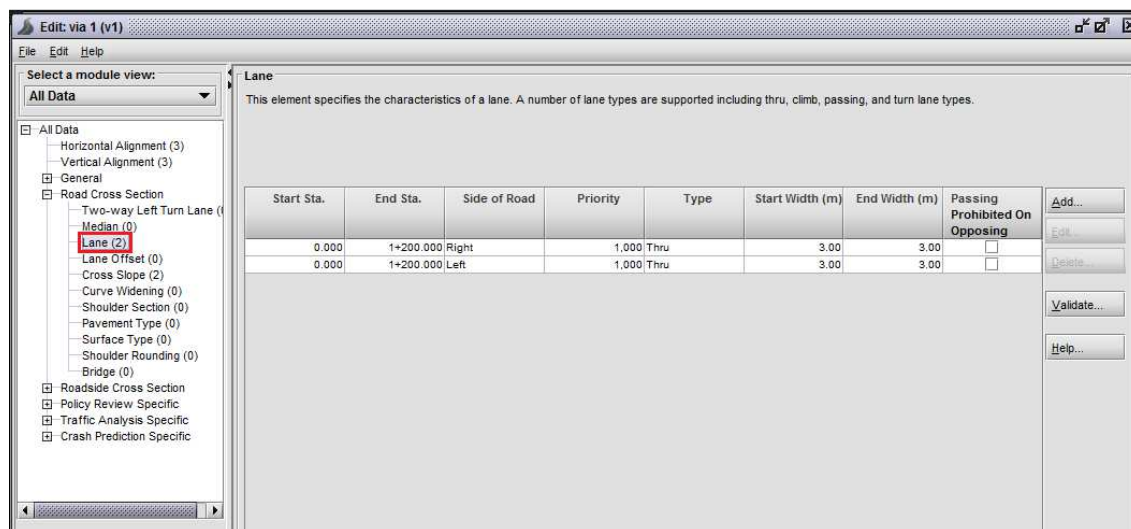 Edit: via 1 (v1)
File Edit Help
Select a module view:
All Data
All Data
Horizontal Alignment (3)
Vertical Alignment (3)
General
Road Cross Section
Two-way Left Turn Lane (
Median (0)
Lane (2)
Lane Offset (0)
Cross Slope (2)
Curve Widening (0)
Shoulder Section (0)
Pavement Type (0)
Surface Type (0)
Shoulder Rounding (0)
Bridge (0)
Roadside Cross Section
Policy Review Specific
Traffic Analysis Specific
Crash Prediction Specific
Lane
This element specifies the characteristics of a lane. A number of lane types are supported including thru, climb, passing, and turn lane types.
Start Sta. End Sta. Side of Road Priority Type Start Width (m) End Width (m) Passing Prohibited On Opposing
0.000 1+200.000 Right 1,000 Thru 3.00 3.00
0.000 1+200.000 Left 1,000 Thru 3.00 3.00
Add...
Edit...
Delete...
Validate...
Help...